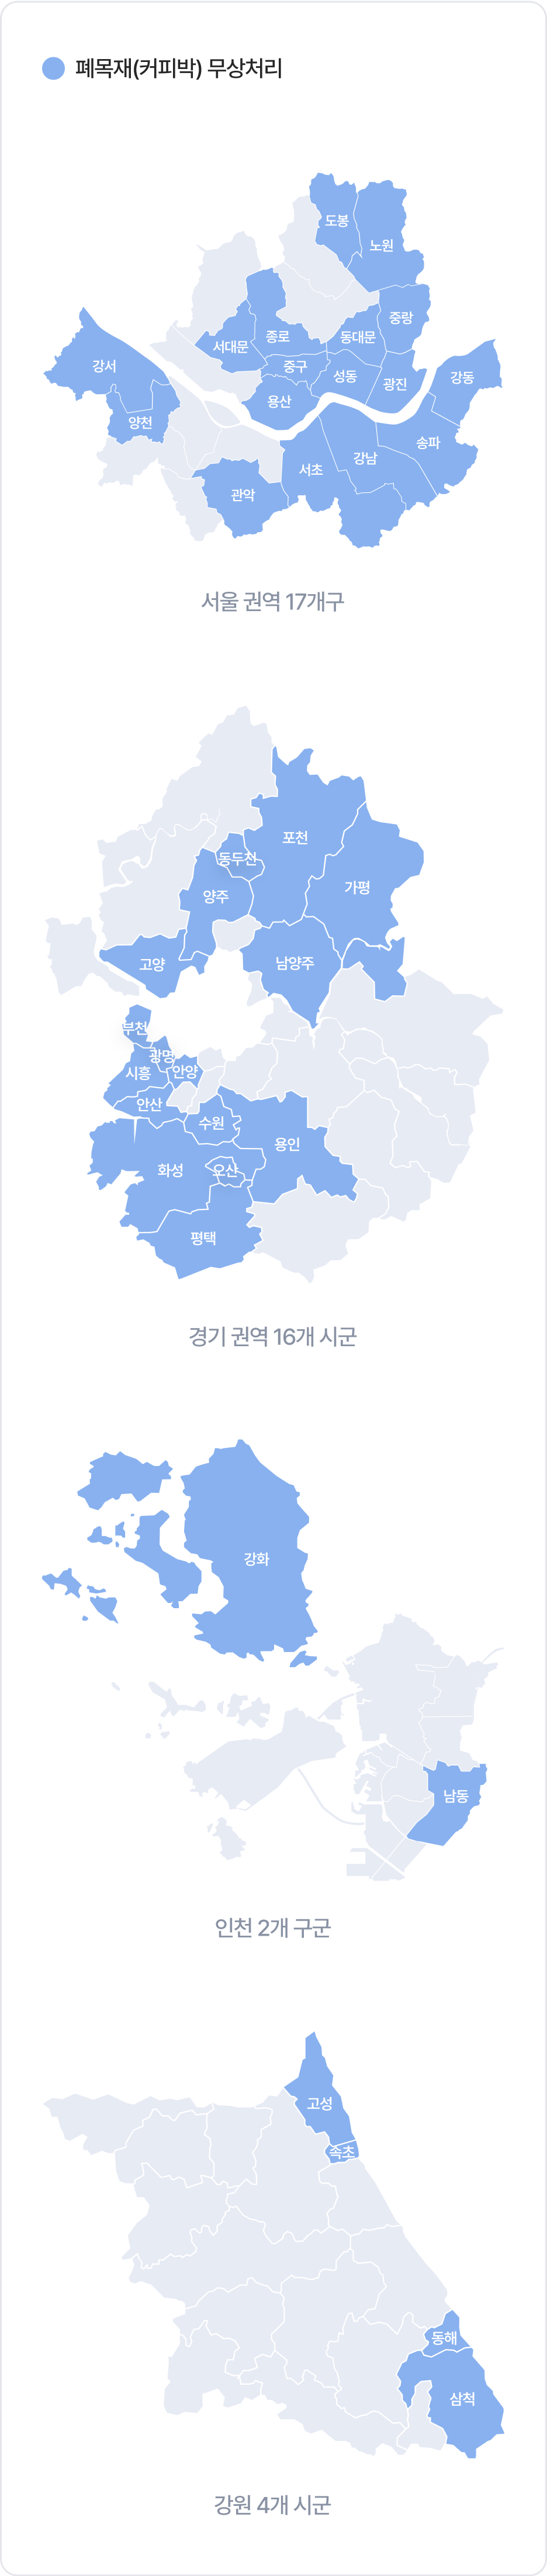 폐목재(커피박) 무상처리
도봉
노원
중랑
종로
동대문
서대문
강서
중구
성동
강동
광진
용산
양천
송파
강남
서초
관악
서울 권역 17개구
포천
동두천
가평
양주
남양주
고양
부천
광명
시흥
안양
안산
수원
용인
화성
오산
평택
경기 권역 16개 시군
강화
남동
인천 2개 구군
고성
속초
동해
삼척
강원 4개 시군